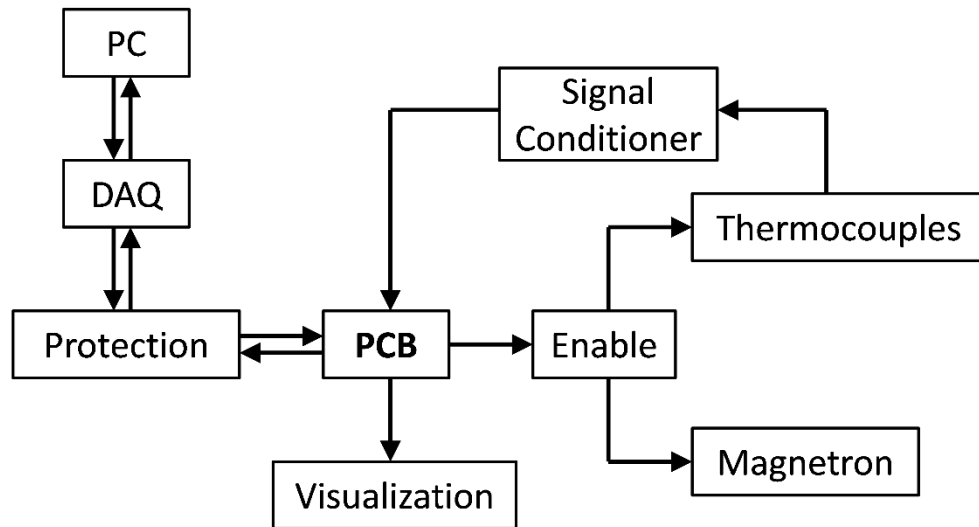 PC
Signal
Conditioner
DAQ
Thermocouples
Protection
PCB
Enable
Magnetron
Visualization